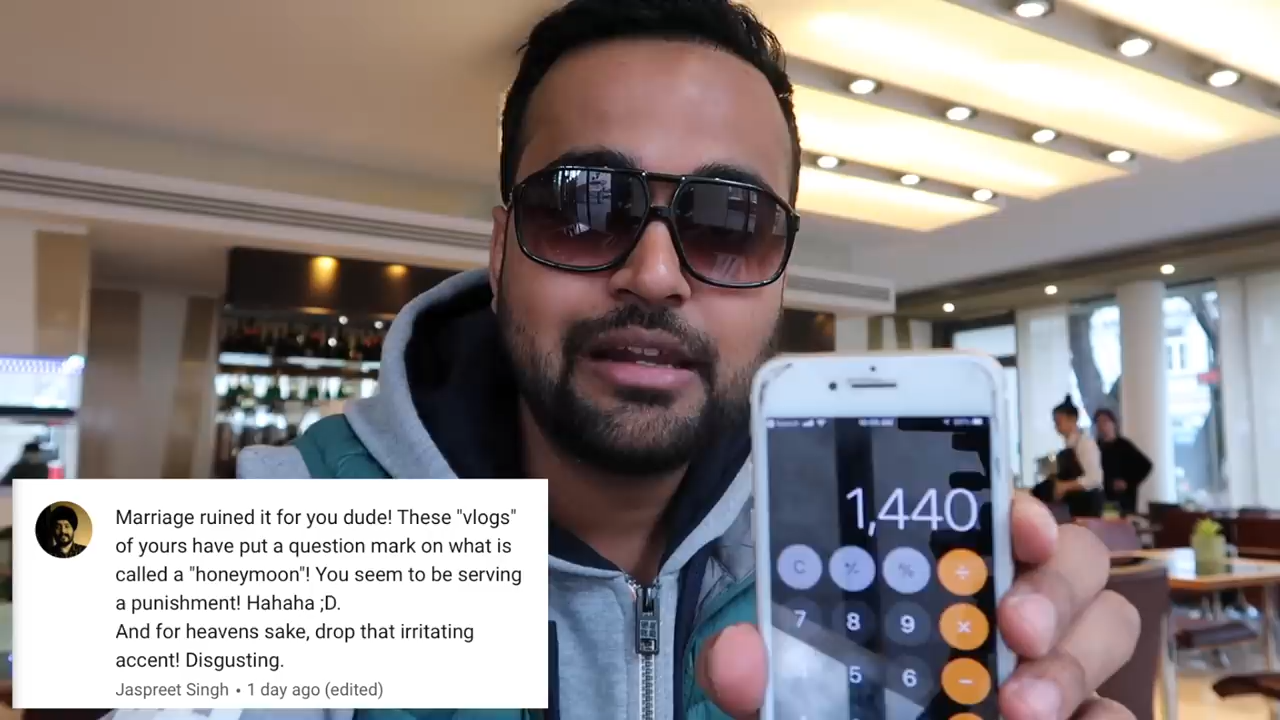 1,440
C
%
÷
7 8 9 ×
5 6 −
Marriage ruined it for you dude! These "vlogs"
of yours have put a question mark on what is
called a "honeymoon"! You seem to be serving
a punishment! Hahaha ;D.
And for heavens sake, drop that irritating
accent! Disgusting.
Jaspreet Singh • 1 day ago (edited)